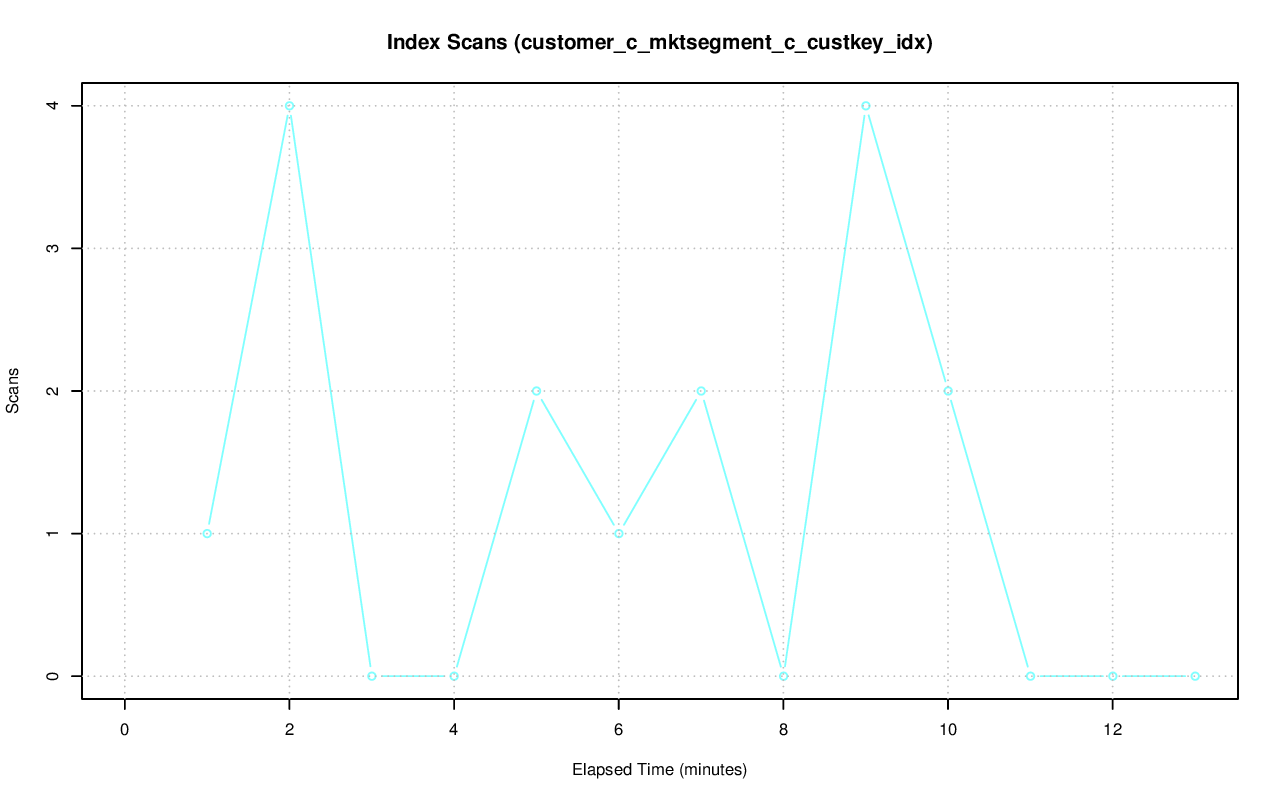 Index Scans (customer_c_mktsegment_c_custkey_idx)
4
3
2
1
0
Scans
0 2 4 6 8 10 12
Elapsed Time (minutes)